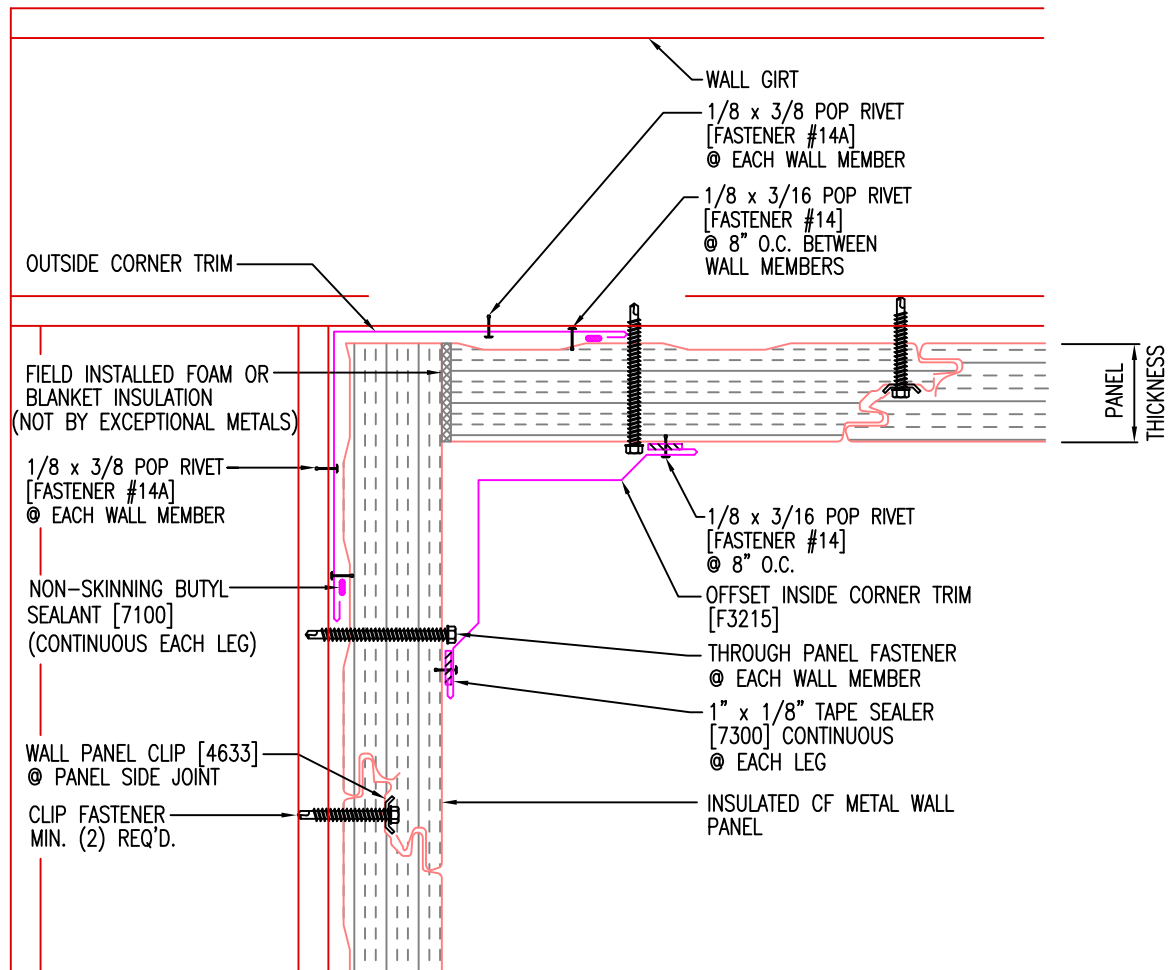 WALL GIRT
1/8 x 3/8 POP RIVET
[FASTENER #14A]
@ EACH WALL MEMBER
1/8 x 3/16 POP RIVET
[FASTENER #14]
@ 8" O.C. BETWEEN
WALL MEMBERS
OUTSIDE CORNER TRIM
FIELD INSTALLED FOAM OR
BLANKET INSULATION
(NOT BY EXCEPTIONAL METALS)
1/8 x 3/8 POP RIVET
[FASTENER #14A]
@ EACH WALL MEMBER
NON-SKINNING BUTYL
SEALANT [7100]
(CONTINUOUS EACH LEG)
WALL PANEL CLIP [4633]
@ PANEL SIDE JOINT
CLIP FASTENER
MIN. (2) REQ'D.
PANEL
THICKNESS
1/8 x 3/16 POP RIVET
[FASTENER #14]
@ 8" O.C.
OFFSET INSIDE CORNER TRIM
[F3215]
THROUGH PANEL FASTENER
@ EACH WALL MEMBER
1" x 1/8" TAPE SEALER
[7300] CONTINUOUS
@ EACH LEG
INSULATED CF METAL WALL
PANEL